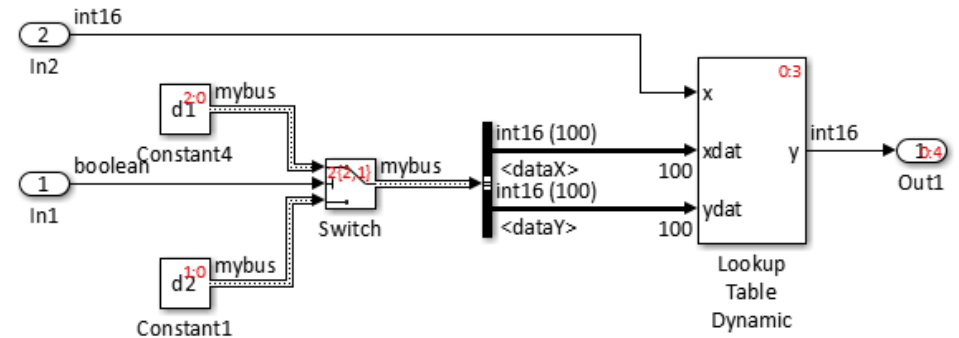 int16
2
In2
0:3
2:0
mybus
d1
x
int16 (100)
int16
boolean
Constant4
mybus
xdat
y
1
0:4
1
2{2,1}
<dataX>
100
In1
int16 (100)
Out1
ydat
Switch
<dataY>
100
1:0
mybus
d2
Lookup
Table
Dynamic
Constant1